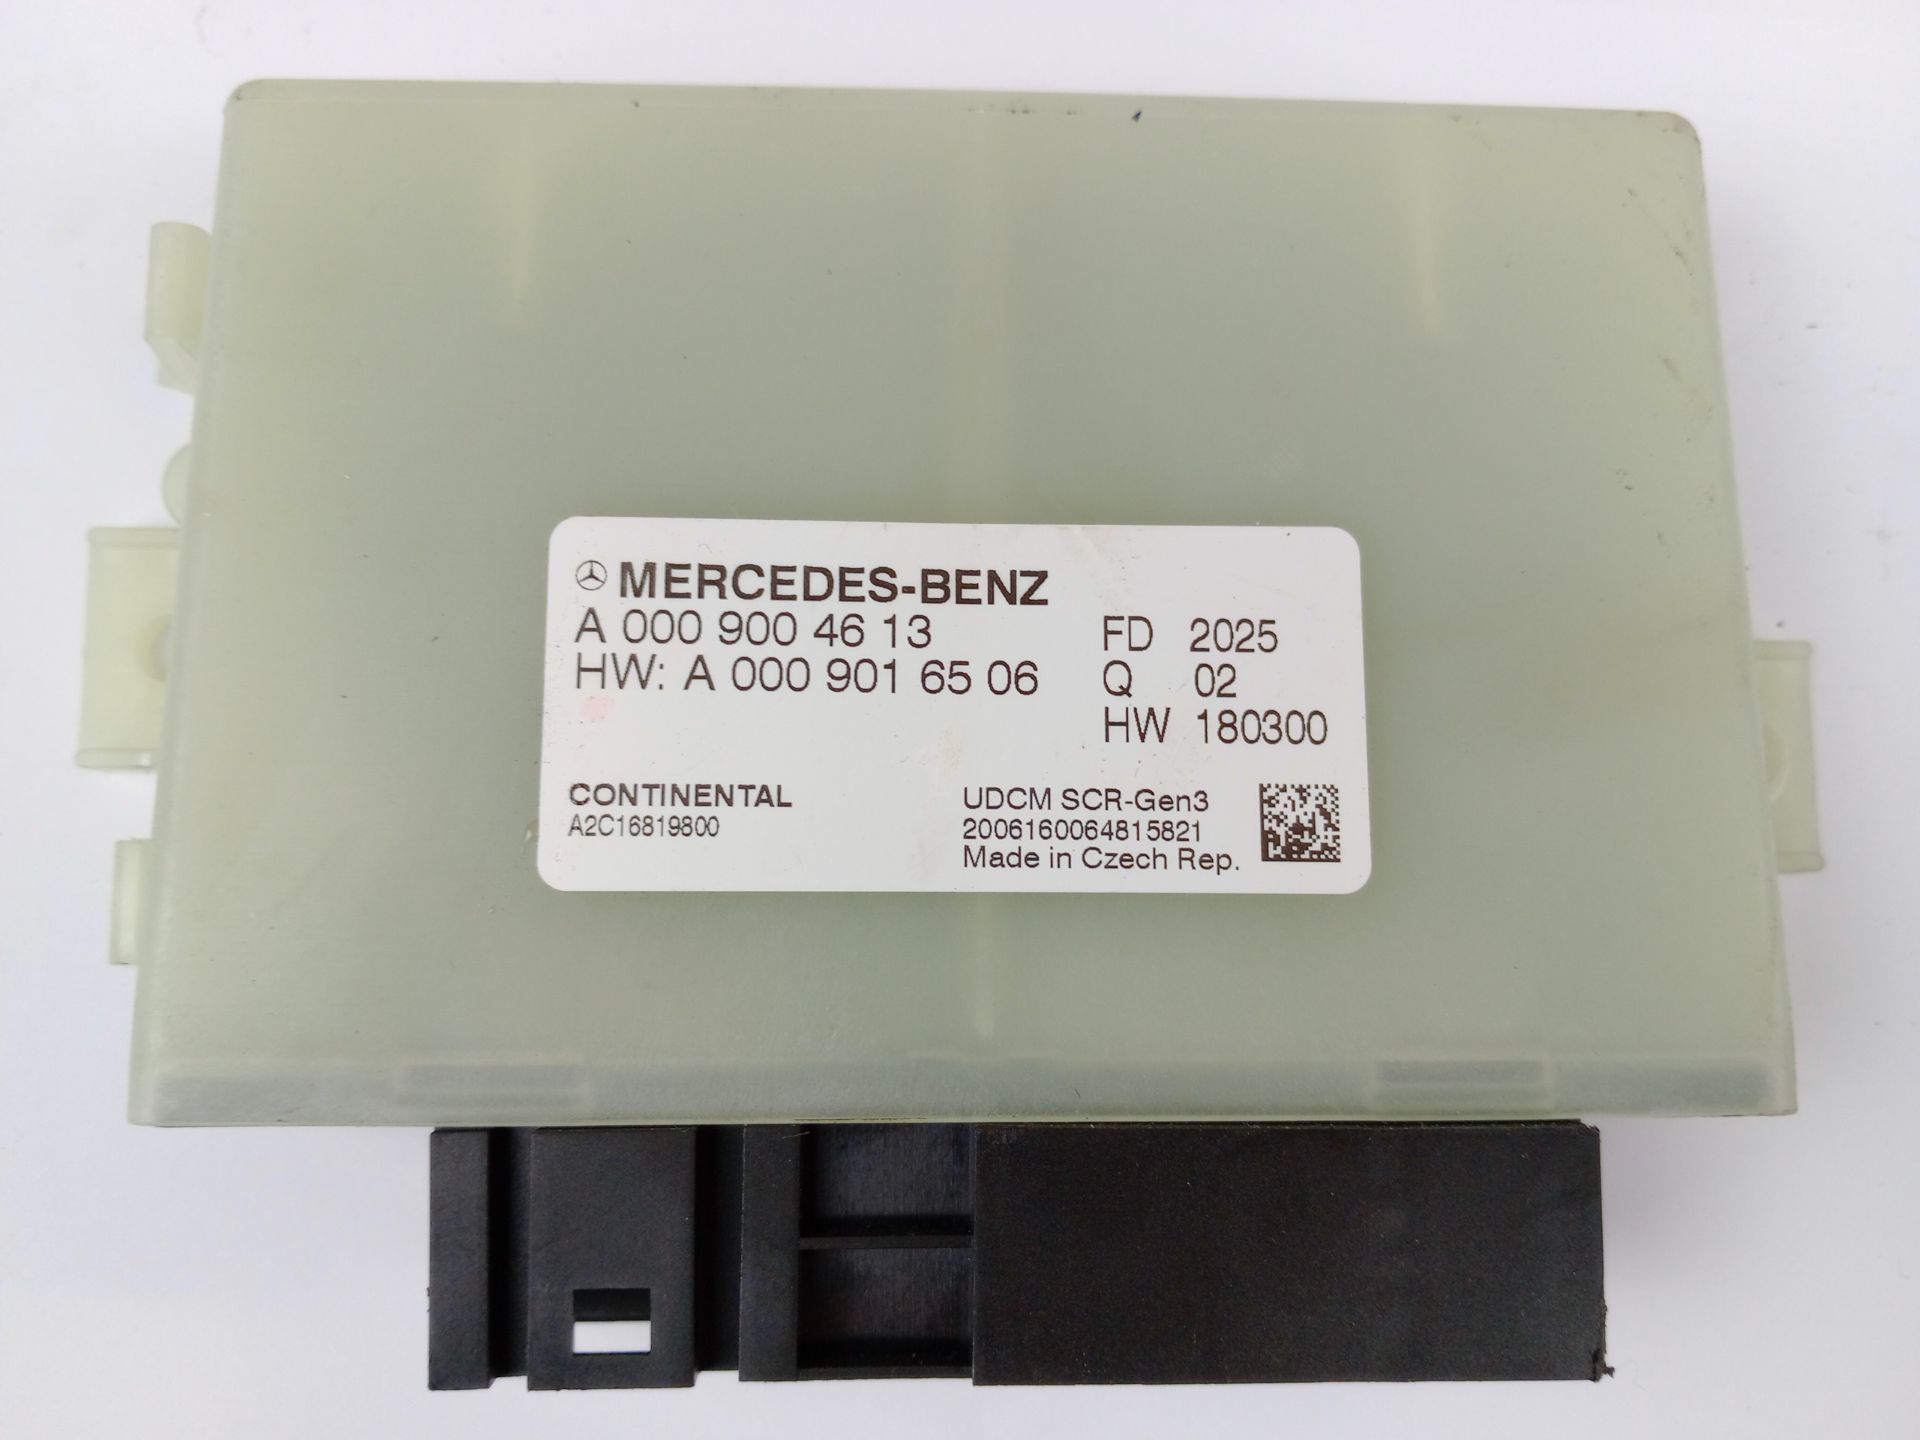 MERCEDES-BENZ
A 000 900 46 13
HW: A 000 901 65 06
FD 2025
Q 02
HW 180300
CONTINENTAL
A2C16819800
UDCM SCR-Gen3
2006160064815821
Made in Czech Rep.